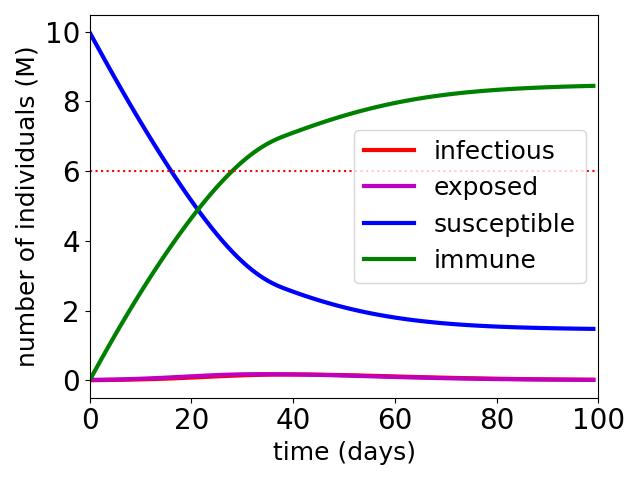 number of individuals (M)
10
8
6
4
2
0
infectious
exposed
susceptible
immune
0 20 40 60 80 100
time (days)